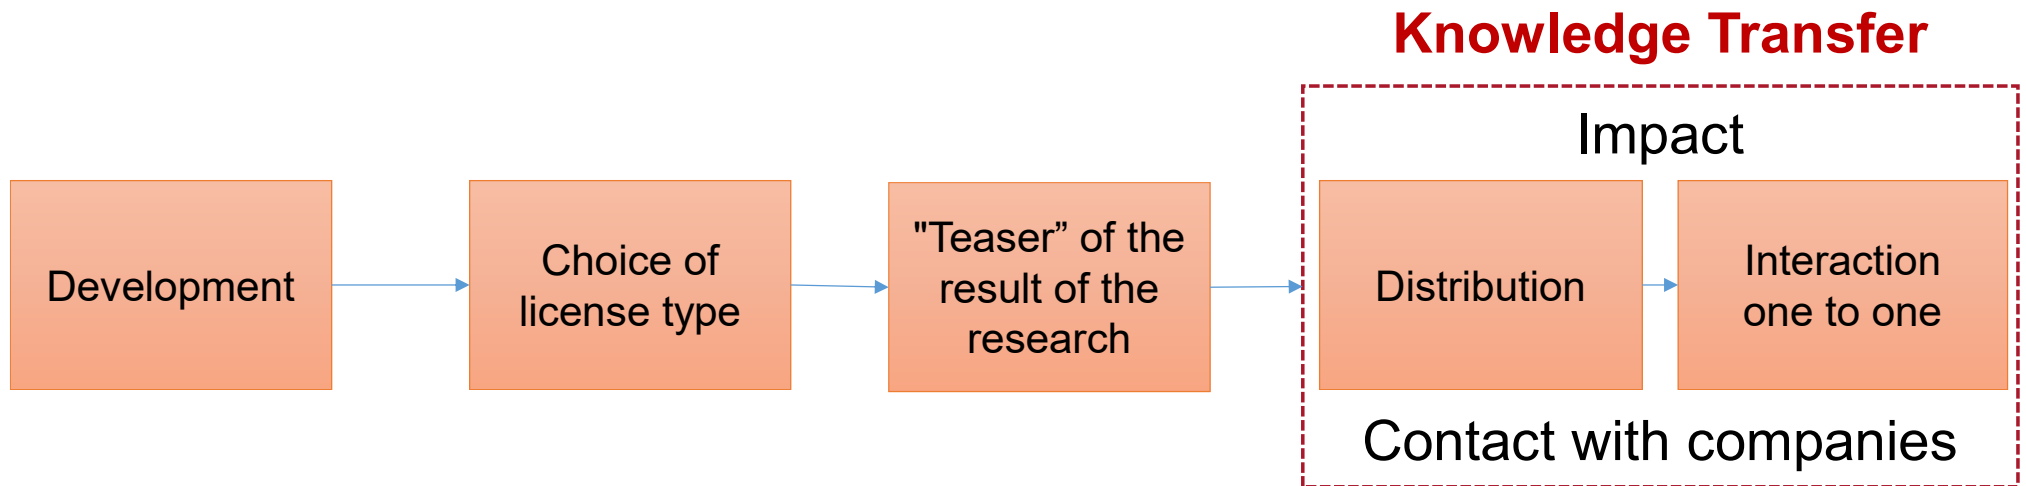 Knowledge Transfer
Impact
Development
Choice of
license type
"Teaser” of the
result of the
research
Distribution
Interaction
one to one
Contact with companies